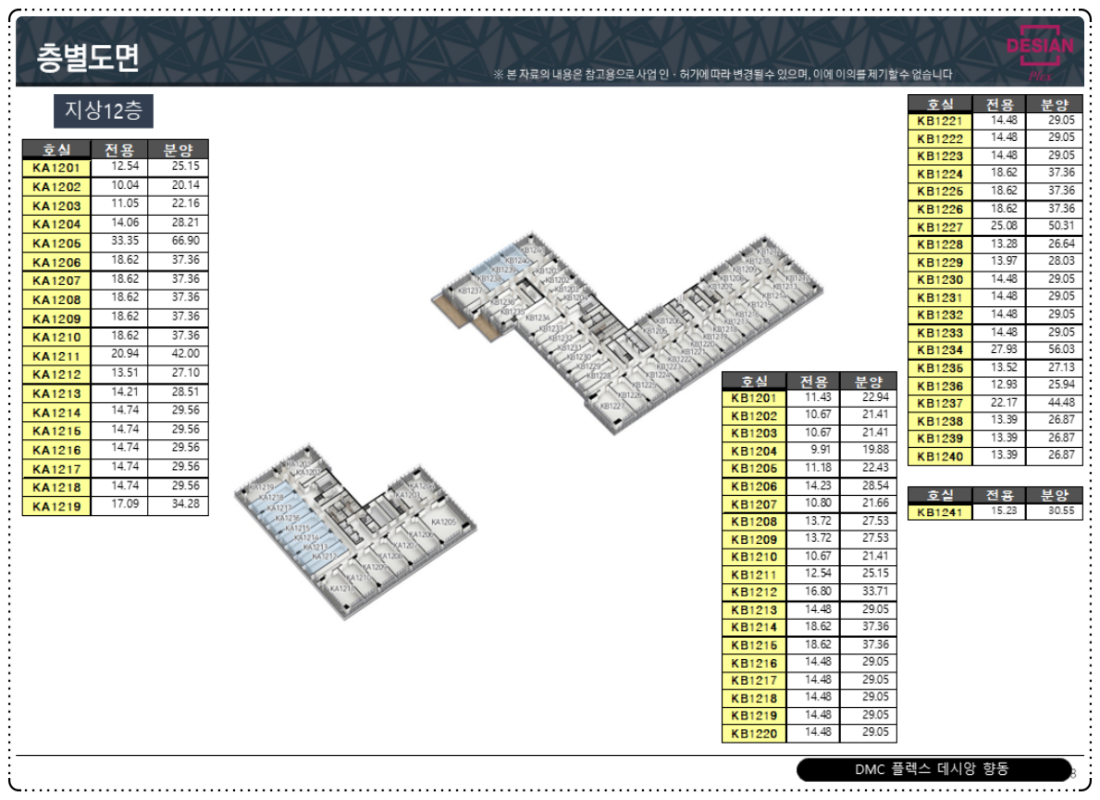 층별도면
※ 본 자료의 내용은 참고용으로 사업 인·허가에 따라 변경될 수 있으며, 이에 이의를 제기할 수 없습니다
DESIAN
Flex
지상12층
호실 전용 분양
KA1201 12.54 25.15
KA1202 10.04 20.14
KA1203 11.05 22.16
KA1204 14.06 28.21
KA1205 33.35 66.90
KA1206 18.62 37.36
KA1207 18.62 37.36
KA1208 18.62 37.36
KA1209 18.62 37.36
KA1210 18.62 37.36
KA1211 20.94 42.00
KA1212 13.51 27.10
KA1213 14.21 28.51
KA1214 14.74 29.56
KA1215 14.74 29.56
KA1216 14.74 29.56
KA1217 14.74 29.56
KA1218 14.74 29.56
KA1219 17.09 34.28
호실 전용 분양
KB1201 11.43 22.94
KB1202 10.67 21.41
KB1203 10.67 21.41
KB1204 9.91 19.88
KB1205 11.18 22.43
KB1206 14.23 28.54
KB1207 10.80 21.66
KB1208 13.72 27.53
KB1209 13.72 27.53
KB1210 10.67 21.41
KB1211 12.54 25.15
KB1212 16.80 33.71
KB1213 14.48 29.05
KB1214 18.62 37.36
KB1215 18.62 37.36
KB1216 14.48 29.05
KB1217 14.48 29.05
KB1218 14.48 29.05
KB1219 14.48 29.05
KB1220 14.48 29.05
호실 전용 분양
KB1221 14.48 29.05
KB1222 14.48 29.05
KB1223 14.48 29.05
KB1224 18.62 37.36
KB1225 18.62 37.36
KB1226 18.62 37.36
KB1227 25.08 50.31
KB1228 13.28 26.64
KB1229 13.97 28.03
KB1230 14.48 29.05
KB1231 14.48 29.05
KB1232 14.48 29.05
KB1233 14.48 29.05
KB1234 27.93 56.03
KB1235 13.52 27.13
KB1236 12.93 25.94
KB1237 22.17 44.48
KB1238 13.39 26.87
KB1239 13.39 26.87
KB1240 13.39 26.87
호실 전용 분양
KB1241 15.23 30.55
DMC 플렉스 데시앙 향동